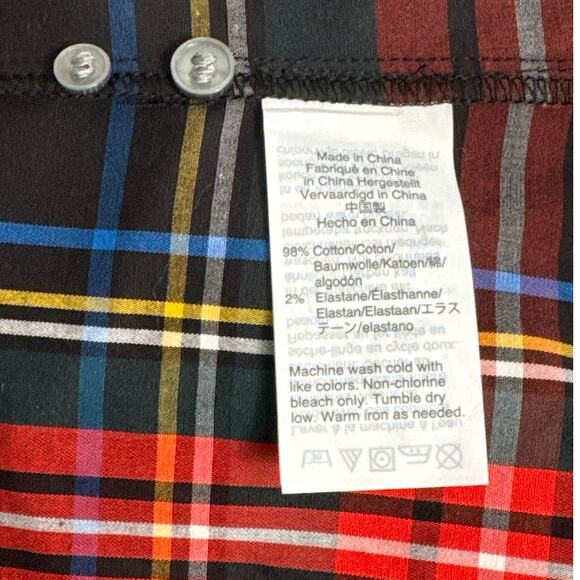 Made in China
Fabriqué en Chine
in China Hergestellt
Vervaardigd in China
中国製
Hecho en China
98% Cotton/Coton/
Baumwolle/Katoen/綿/
algodón
2% Elastane/Élasthanne/
Elastan/Elastaan/エラス
テーン/elastano
Machine wash cold with
like colors. Non-chlorine
bleach only. Tumble dry
low. Warm iron as needed.
30